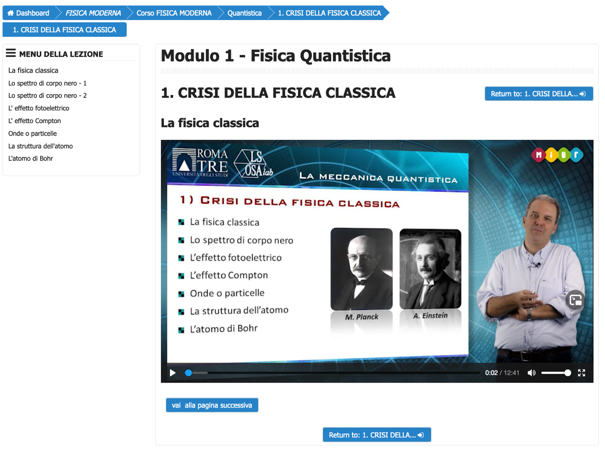 Dashboard
FISICA MODERNA
Corso FISICA MODERNA
Quantistica
1. CRISI DELLA FISICA CLASSICA
1. CRISI DELLA FISICA CLASSICA
MENU DELLA LEZIONE
La fisica classica
Lo spettro di corpo nero - 1
Lo spettro di corpo nero - 2
L' effetto fotoelettrico
L' effetto Compton
Onde o particelle
La struttura dell'atomo
L'atomo di Bohr
Modulo 1 - Fisica Quantistica
1. CRISI DELLA FISICA CLASSICA
Return to: 1. CRISI DELLA...
La fisica classica
ROMA
TRE
UNIVERSITÀ DEGLI STUDI
LS
OSA lab
MIUR
LA MECCANICA QUANTISTICA
1) CRISI DELLA FISICA CLASSICA
La fisica classica
Lo spettro di corpo nero
L'effetto fotoelettrico
L'effetto Compton
Onde o particelle
La struttura dell'atomo
L'atomo di Bohr
M. Planck
A. Einstein
0:02 / 12:41
vai alla pagina successiva
Return to: 1. CRISI DELLA...